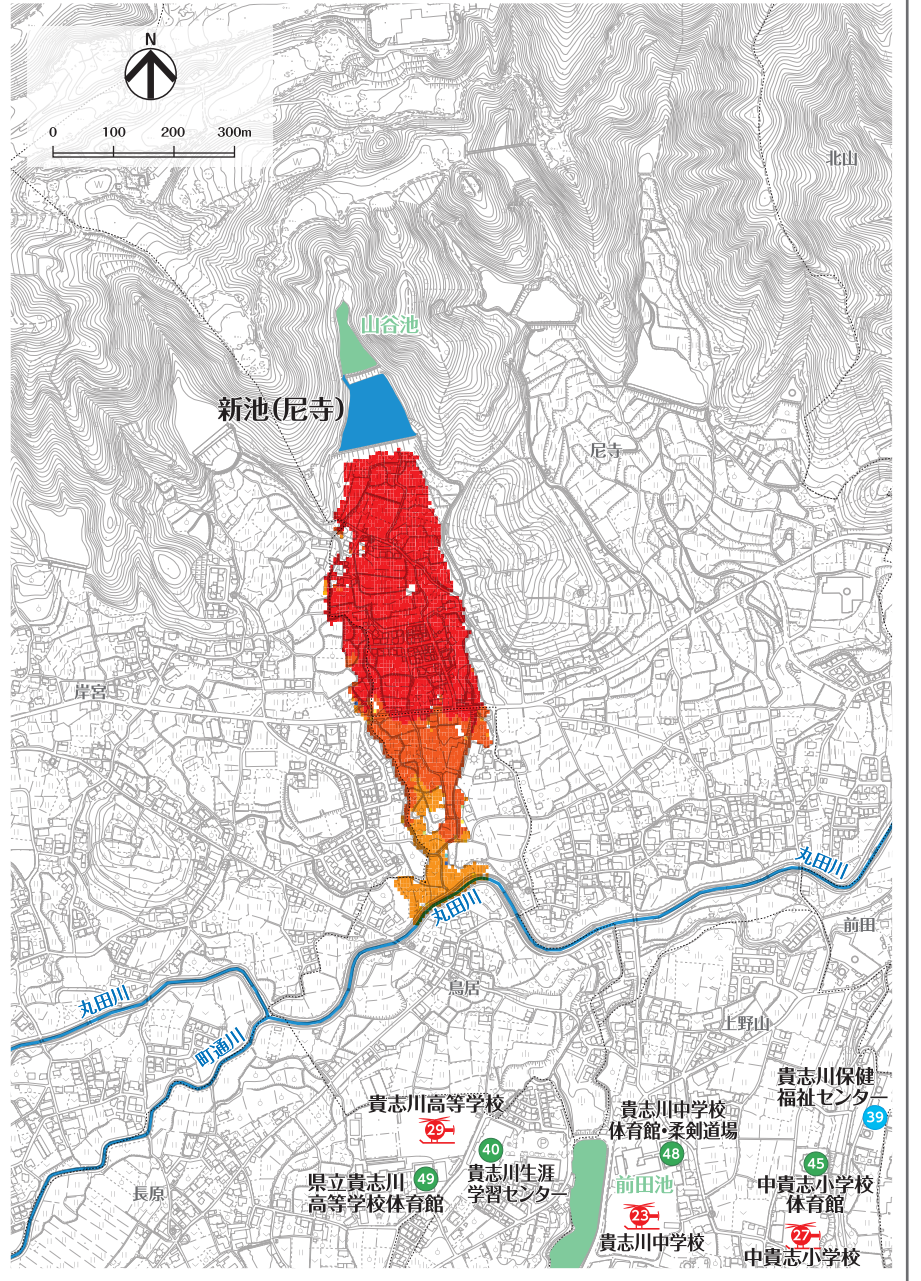 N
0 100 200 300m
W
W
W
北山
山谷池
新池(尼寺)
尼寺
岸宮
丸田川
丸田川
前田
鳥居
丸田川
上野山
町通川
貴志川保健
福祉センター
39
貴志川高等学校
29
貴志川中学校
体育館・柔剣道場
48
40
貴志川生涯
学習センター
45
中貴志小学校
体育館
県立貴志川
高等学校体育館
49
前田池
長原
23
貴志川中学校
27
中貴志小学校